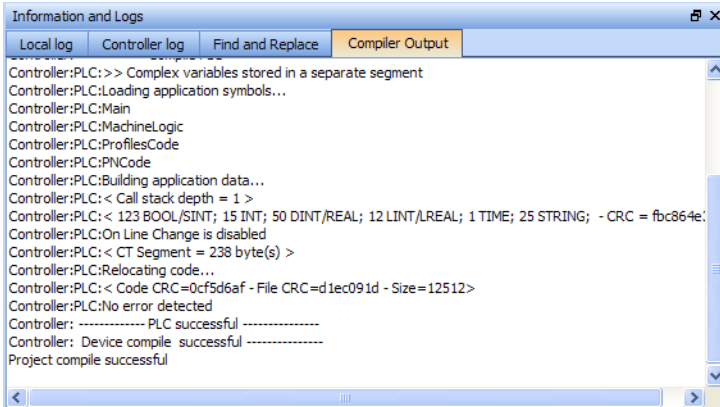 Information and Logs
Local log Controller log Find and Replace Compiler Output
Controller:PLC:>> Complex variables stored in a separate segment
Controller:PLC:Loading application symbols...
Controller:PLC:Main
Controller:PLC:MachineLogic
Controller:PLC:ProfilesCode
Controller:PLC:PNCode
Controller:PLC:Building application data...
Controller:PLC:< Call stack depth = 1 >
Controller:PLC:< 123 BOOL/SINT; 15 INT; 50 DINT/REAL; 12 LINT/LREAL; 1 TIME; 25 STRING;  - CRC = fbc864e
Controller:PLC:On Line Change is disabled
Controller:PLC:< CT Segment = 238 byte(s) >
Controller:PLC:Relocating code...
Controller:PLC:< Code CRC=0cf5d6af - File CRC=d1ec091d - Size=12512>
Controller:PLC:No error detected
Controller: ------------- PLC successful ---------------
Controller:  Device compile  successful ---------------
Project compile successful